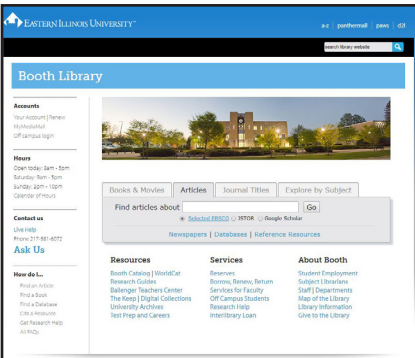 EASTERN ILLINOIS UNIVERSITY™
a-z | panthermail | paws | d2l
search library website
Booth Library
Accounts
Your Account | Renew
MyMediaMall
Off campus login
Hours
Open today: 8am - 5pm
Saturday: 9am - 5pm
Sunday: 2pm - 10pm
Calendar of Hours
Contact us
Live Help
Phone 217-581-6072
Ask Us
How do I...
Find an Article
Find a Book
Find a Database
Cite a Resource
Get Research Help
All FAQs
Books & Movies
Articles
Journal Titles
Explore by Subject
Find articles about
Go
Selected EBSCO JSTOR Google Scholar
Newspapers | Databases | Reference Resources
Resources
Booth Catalog | WorldCat
Research Guides
Ballenger Teachers Center
The Keep | Digital Collections
University Archives
Test Prep and Careers
Services
Reserves
Borrow, Renew, Return
Services for Faculty
Off Campus Students
Research Help
Interlibrary Loan
About Booth
Student Employment
Subject Librarians
Staff | Departments
Map of the Library
Library Information
Give to the Library